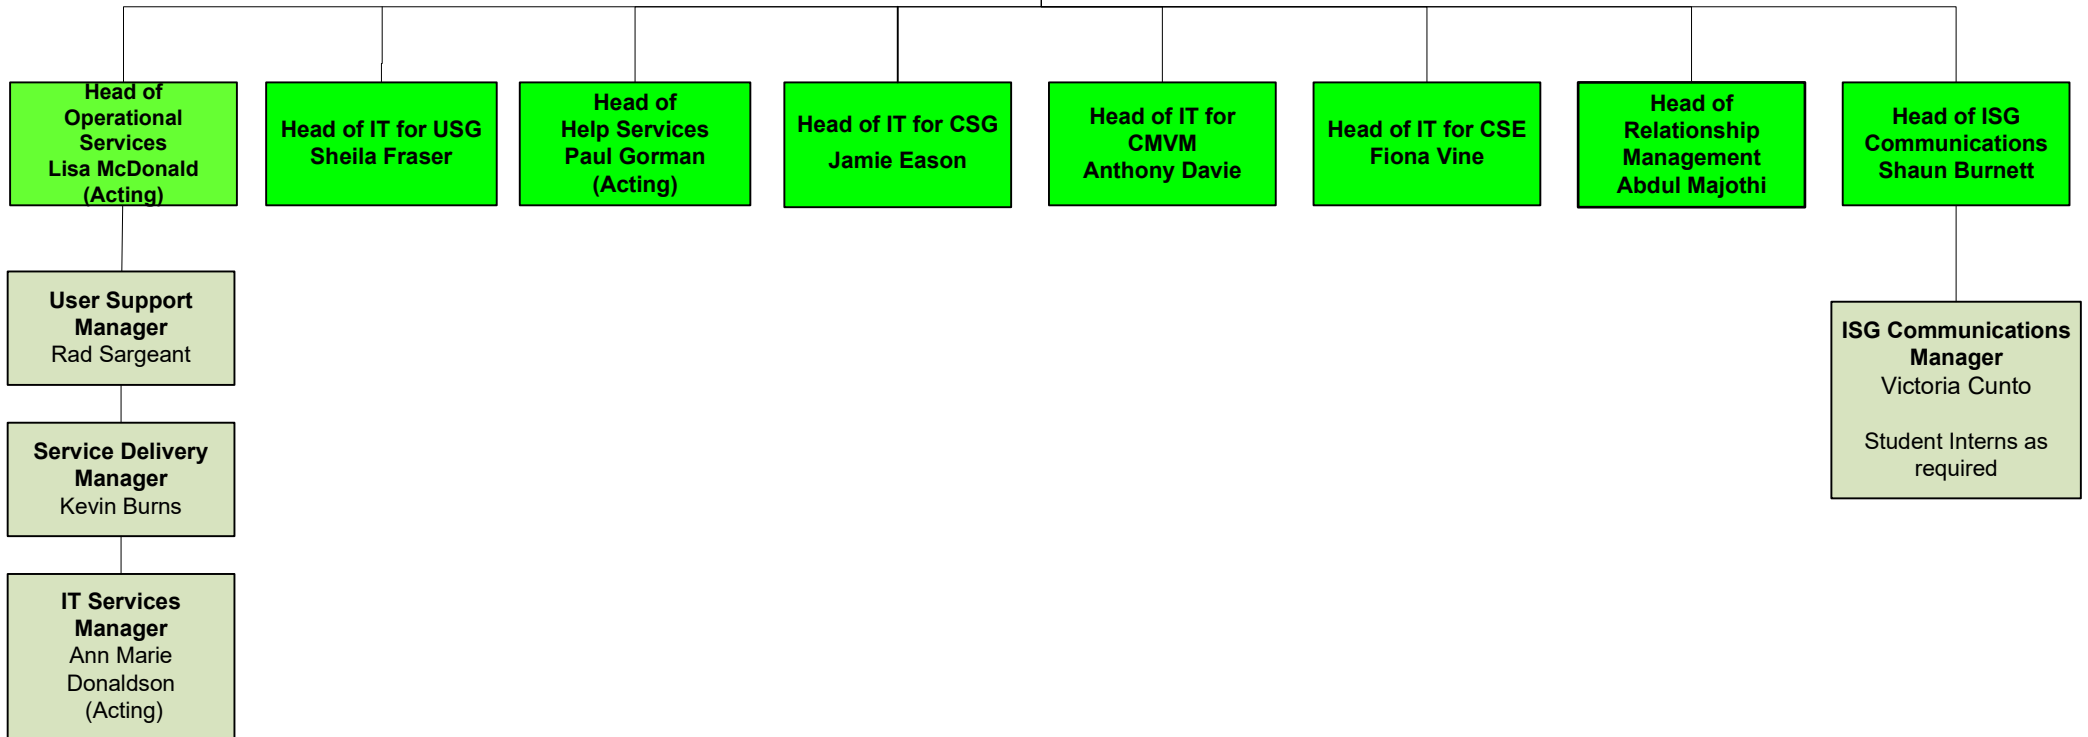 Head of
Operational
Services
Lisa McDonald
(Acting)
Head of IT for USG
Sheila Fraser
Head of
Help Services
Paul Gorman
(Acting)
Head of IT for CSG
Jamie Eason
Head of IT for
CMVM
Anthony Davie
Head of IT for CSE
Fiona Vine
Head of
Relationship
Management
Abdul Majothi
Head of ISG
Communications
Shaun Burnett
User Support
Manager
Rad Sargeant
Service Delivery
Manager
Kevin Burns
IT Services
Manager
Ann Marie
Donaldson
(Acting)
ISG Communications
Manager
Victoria Cunto
Student Interns as
required